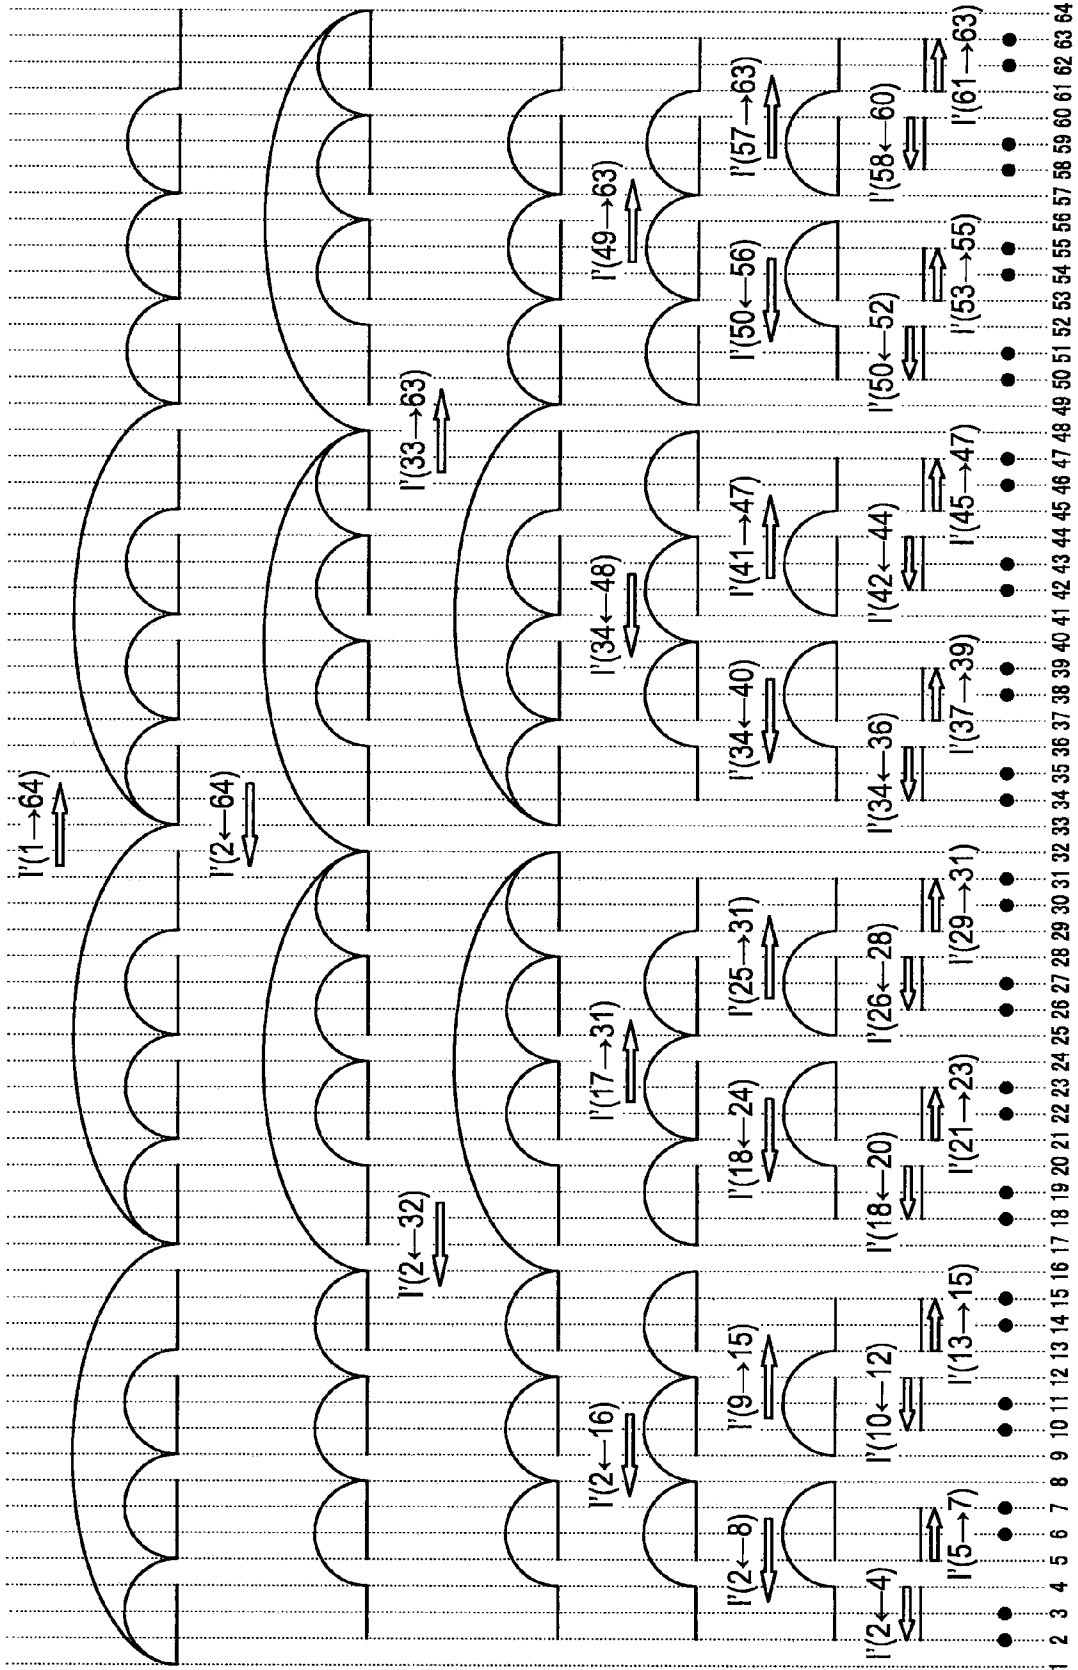 I'(1→64)
I'(2←64)
I'(2←32)
I'(33→63)
I'(2←16)
I'(17→31)
I'(34←48)
I'(49→63)
I'(2←8)
I'(9→15)
I'(18←24)
I'(25→31)
I'(34←40)
I'(41→47)
I'(50←56)
I'(57→63)
I'(2←4)
I'(10←12)
I'(18←20)
I'(26←28)
I'(34←36)
I'(42←44)
I'(50←52)
I'(58←60)
I'(5→7)
I'(13→15)
I'(21→23)
I'(29→31)
I'(37→39)
I'(45→47)
I'(53→55)
I'(61→63)
1 2 3 4 5 6 7 8 9 10 11 12 13 14 15 16 17 18 19 20 21 22 23 24 25 26 27 28 29 30 31 32 33 34 35 36 37 38 39 40 41 42 43 44 45 46 47 48 49 50 51 52 53 54 55 56 57 58 59 60 61 62 63 64